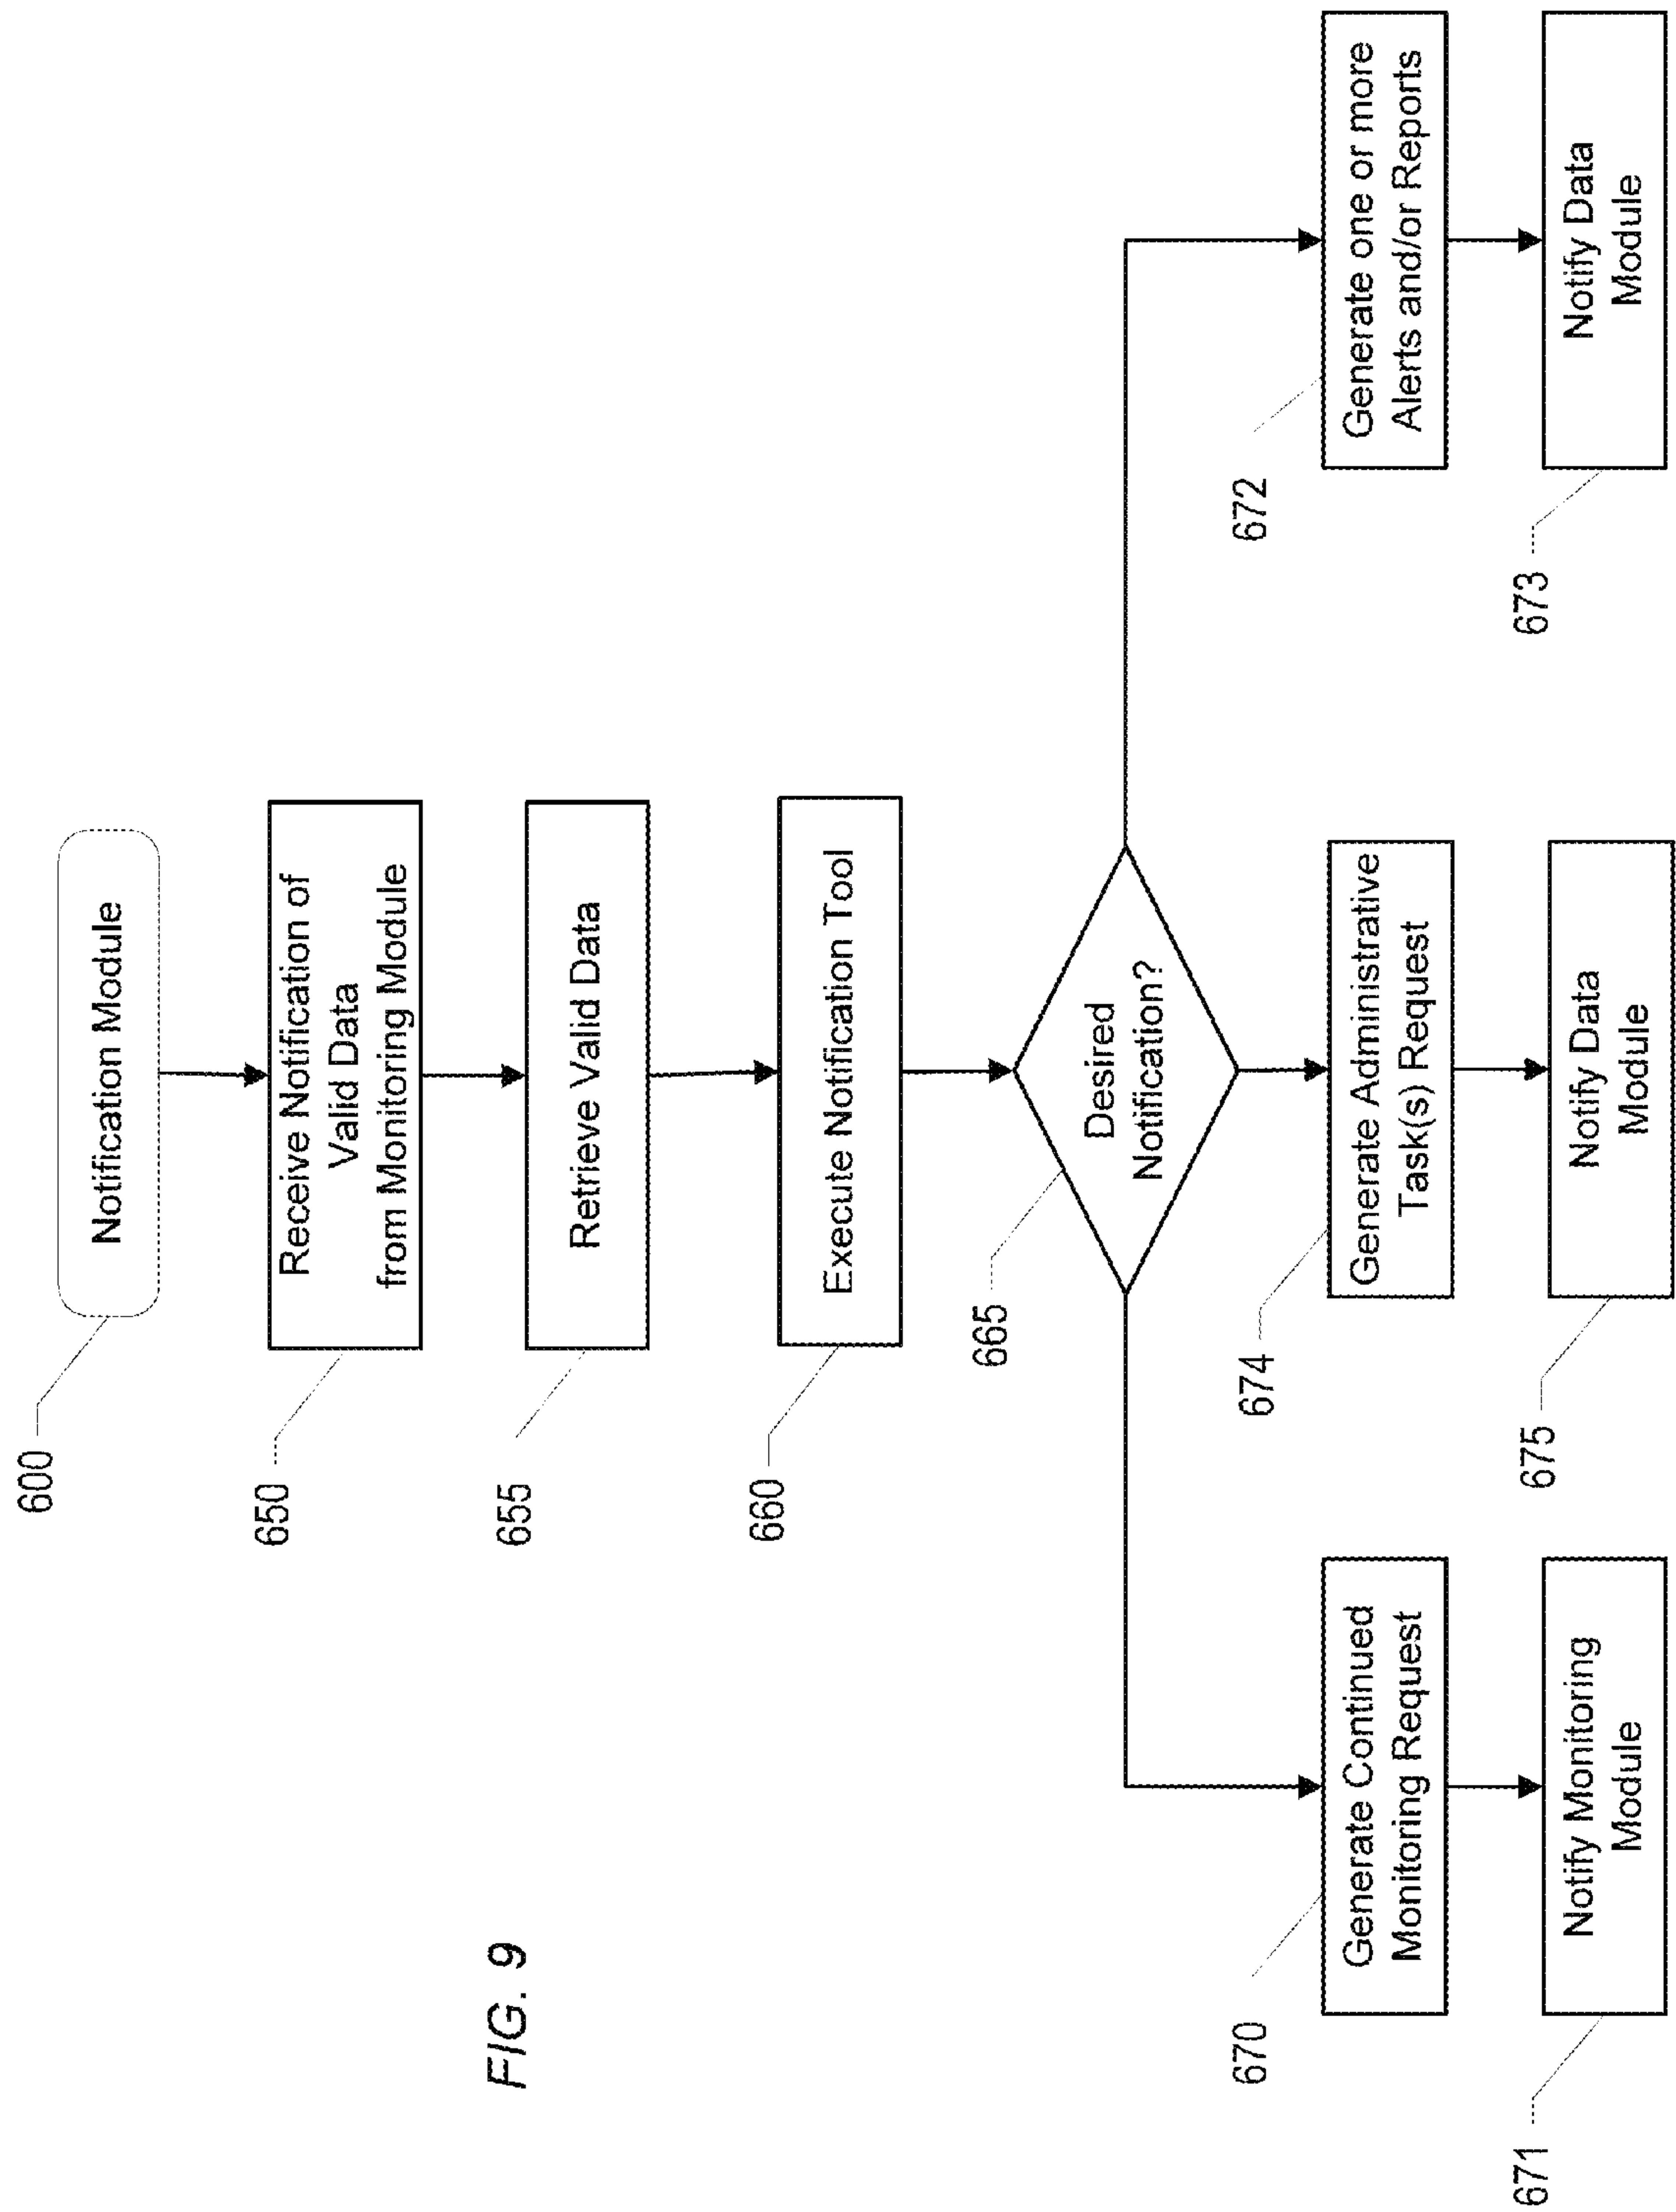 600
Notification Module
650
Receive Notification of
Valid Data
from Monitoring Module
655
Retrieve Valid Data
660
Execute Notification Tool
665
Desired
Notification?
670
Generate Continued
Monitoring Request
671
Notify Monitoring
Module
674
Generate Administrative
Task(s) Request
675
Notify Data
Module
672
Generate one or more
Alerts and/or Reports
673
Notify Data
Module
FIG. 9